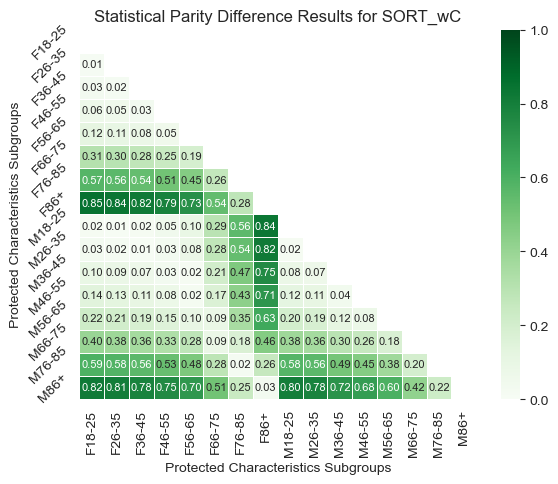 Statistical Parity Difference Results for SORT_wC
Protected Characteristics Subgroups
F18-25
F26-35 0.01
F36-45 0.03 0.02
F46-55 0.06 0.05 0.03
F56-65 0.12 0.11 0.08 0.05
F66-75 0.31 0.30 0.28 0.25 0.19
F76-85 0.57 0.56 0.54 0.51 0.45 0.26
F86+ 0.85 0.84 0.82 0.79 0.73 0.54 0.28
M18-25 0.02 0.01 0.02 0.05 0.10 0.29 0.56 0.84
M26-35 0.03 0.02 0.01 0.03 0.08 0.28 0.54 0.82 0.02
M36-45 0.10 0.09 0.07 0.03 0.02 0.21 0.47 0.75 0.08 0.07
M46-55 0.14 0.13 0.11 0.08 0.02 0.17 0.43 0.71 0.12 0.11 0.04
M56-65 0.22 0.21 0.19 0.15 0.10 0.09 0.35 0.63 0.20 0.19 0.12 0.08
M66-75 0.40 0.38 0.36 0.33 0.28 0.09 0.18 0.46 0.38 0.36 0.30 0.26 0.18
M76-85 0.59 0.58 0.56 0.53 0.48 0.28 0.02 0.26 0.58 0.56 0.49 0.45 0.38 0.20
M86+ 0.82 0.81 0.78 0.75 0.70 0.51 0.25 0.03 0.80 0.78 0.72 0.68 0.60 0.42 0.22
F18-25 F26-35 F36-45 F46-55 F56-65 F66-75 F76-85 F86+ M18-25 M26-35 M36-45 M46-55 M56-65 M66-75 M76-85 M86+
Protected Characteristics Subgroups
1.0
0.8
0.6
0.4
0.2
0.0